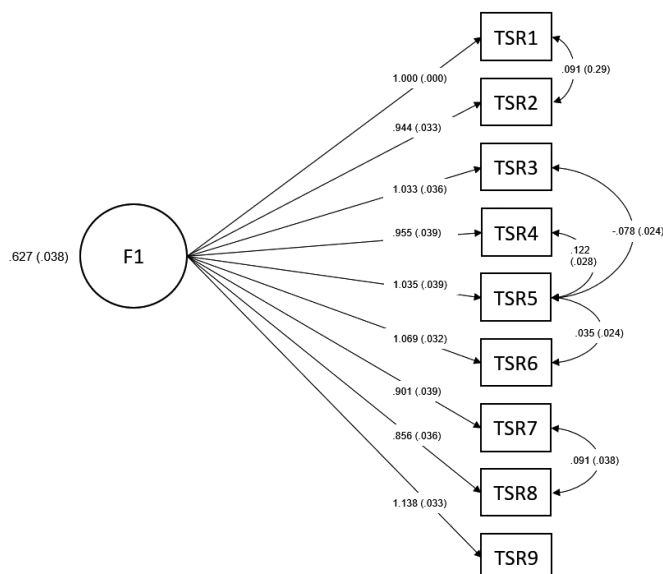 TSR1
.091 (0.29)
1.000 (.000)
TSR2
.944 (.033)
TSR3
1.033 (.036)
TSR4
-.078 (.024)
.955 (.039)
.122
(.028)
.627 (.038)
F1
TSR5
1.035 (.039)
.035 (.024)
1.069 (.032)
TSR6
.901 (.039)
TSR7
.856 (.036)
.091 (.038)
TSR8
1.138 (.033)
TSR9